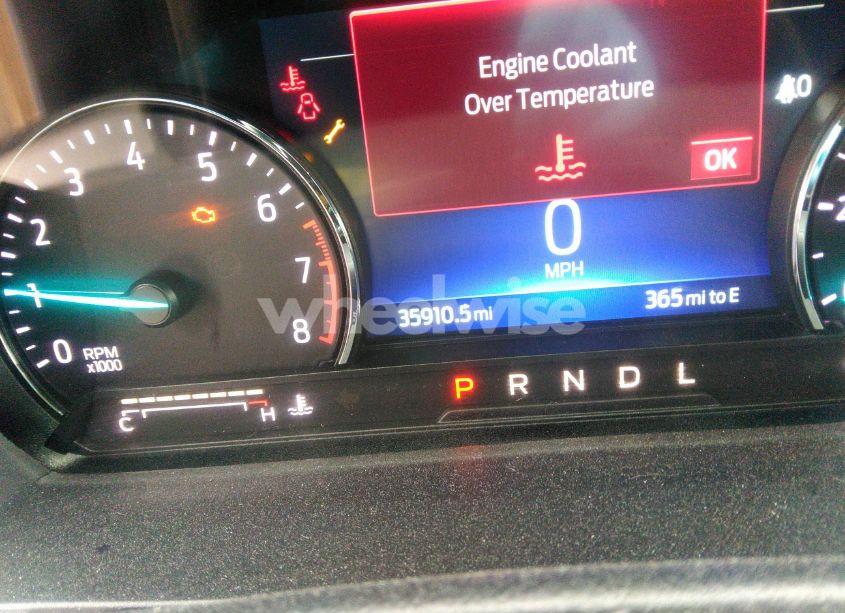 Engine Coolant
Over Temperature
OK
0
MPH
35910.5 mi
365 mi to E
0
1
2
3
4
5
6
7
8
RPM
x1000
C
H
P R N D L
wheelwise